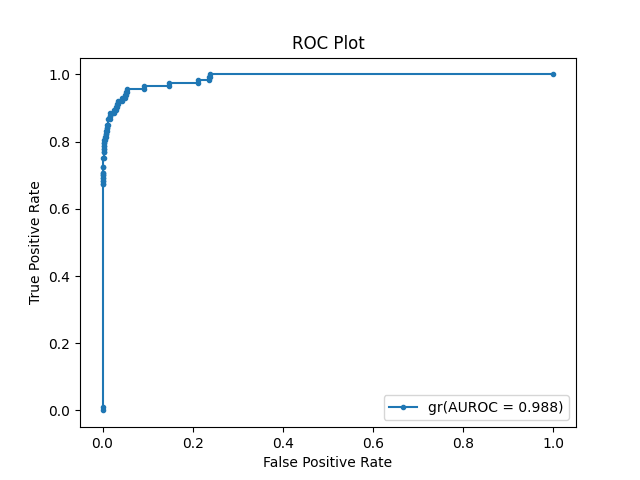 ROC Plot
True Positive Rate
1.0
0.8
0.6
0.4
0.2
0.0
gr(AUROC = 0.988)
0.0 0.2 0.4 0.6 0.8 1.0
False Positive Rate